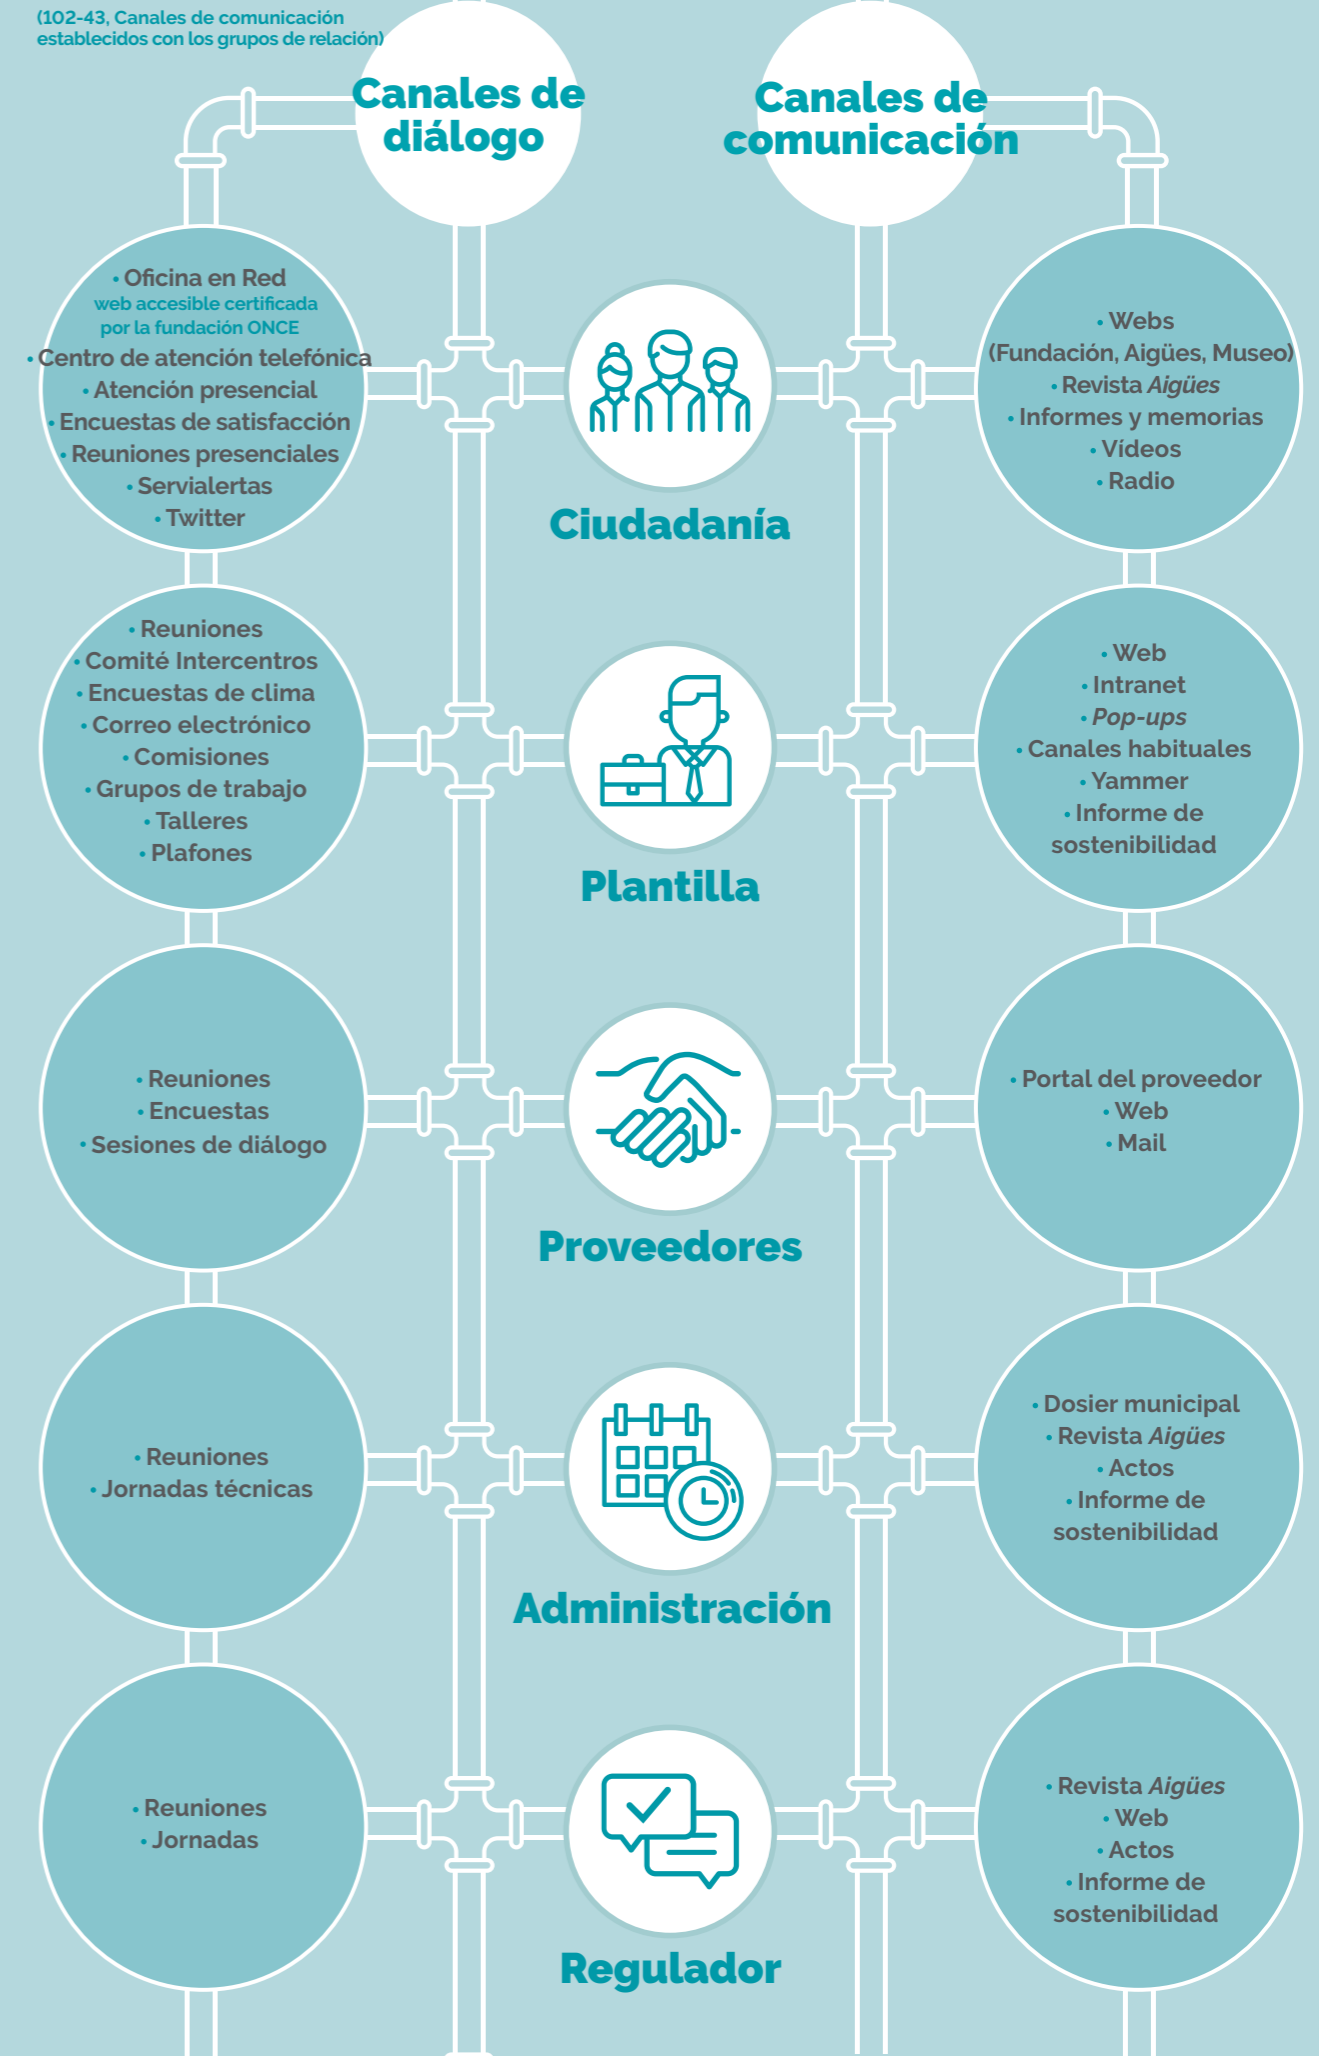 (102-43, Canales de comunicación
establecidos con los grupos de relación)
Canales de
diálogo
Canales de
comunicación
• Oficina en Red
web accesible certificada
por la fundación ONCE
• Centro de atención telefónica
• Atención presencial
• Encuestas de satisfacción
• Reuniones presenciales
• Servialertas
• Twitter
Ciudadanía
• Webs
(Fundación, Aigües, Museo)
• Revista Aigües
• Informes y memorias
• Vídeos
• Radio
• Reuniones
• Comité Intercentros
• Encuestas de clima
• Correo electrónico
• Comisiones
• Grupos de trabajo
• Talleres
• Plafones
Plantilla
• Web
• Intranet
• Pop-ups
• Canales habituales
• Yammer
• Informe de
sostenibilidad
• Reuniones
• Encuestas
• Sesiones de diálogo
Proveedores
• Portal del proveedor
• Web
• Mail
• Reuniones
• Jornadas técnicas
Administración
• Dosier municipal
• Revista Aigües
• Actos
• Informe de
sostenibilidad
• Reuniones
• Jornadas
Regulador
• Revista Aigües
• Web
• Actos
• Informe de
sostenibilidad